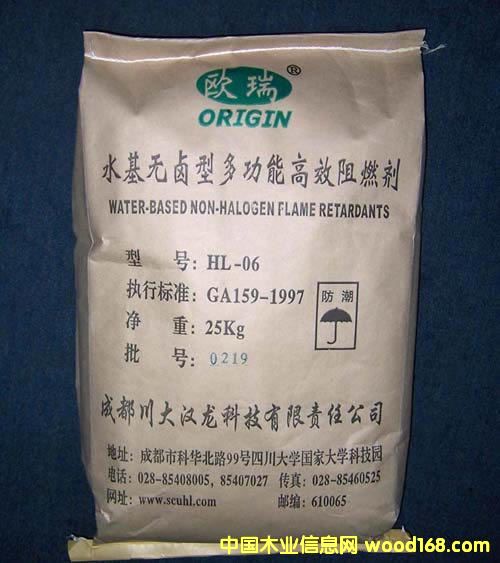 欧瑞®
ORIGIN
水基无卤型多功能高效阻燃剂
WATER-BASED NON-HALOGEN FLAME RETARDANTS
型 号: HL-06
执行标准: GA159-1997
净 重: 25Kg
批 号: 0219
防潮
成都川大汉龙科技有限责任公司
地址: 成都市科华北路99号四川大学国家大学科技园
电话: 028-85408005, 85407027 传真: 028-85460525
网址: www.scuhl.com 邮编: 610065
中国木业信息网 wood168.com